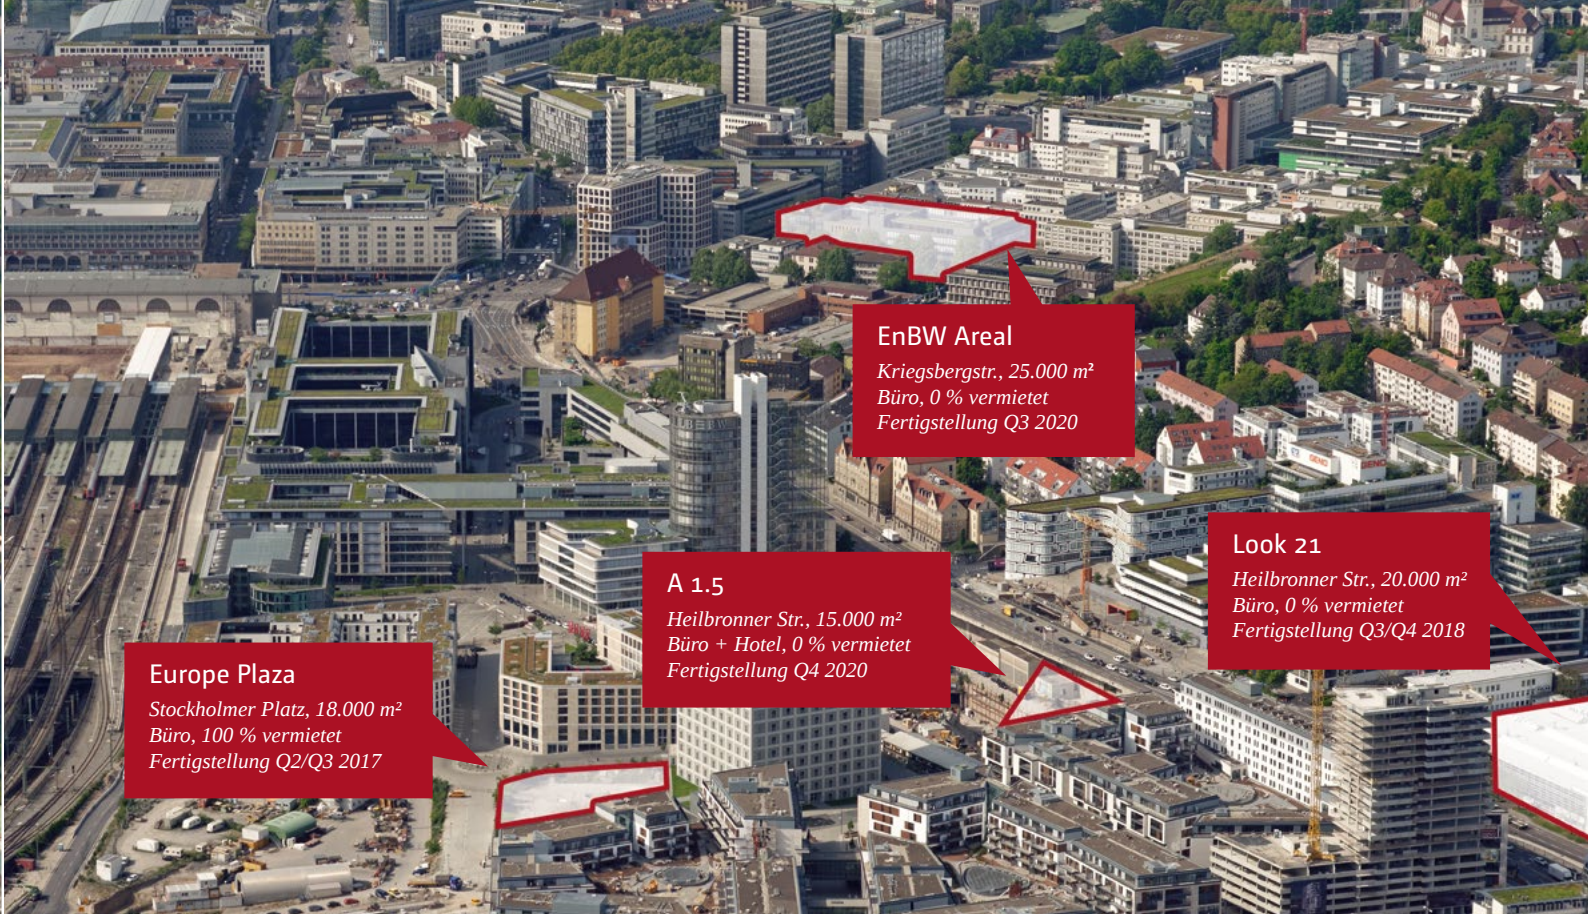 EnBW Areal
Kriegsbergstr., 25.000 m²
Büro, 0 % vermietet
Fertigstellung Q3 2020
GENO
GENO
Look 21
Heilbronner Str., 20.000 m²
Büro, 0 % vermietet
Fertigstellung Q3/Q4 2018
A 1.5
Heilbronner Str., 15.000 m²
Büro + Hotel, 0 % vermietet
Fertigstellung Q4 2020
Europe Plaza
Stockholmer Platz, 18.000 m²
Büro, 100 % vermietet
Fertigstellung Q2/Q3 2017